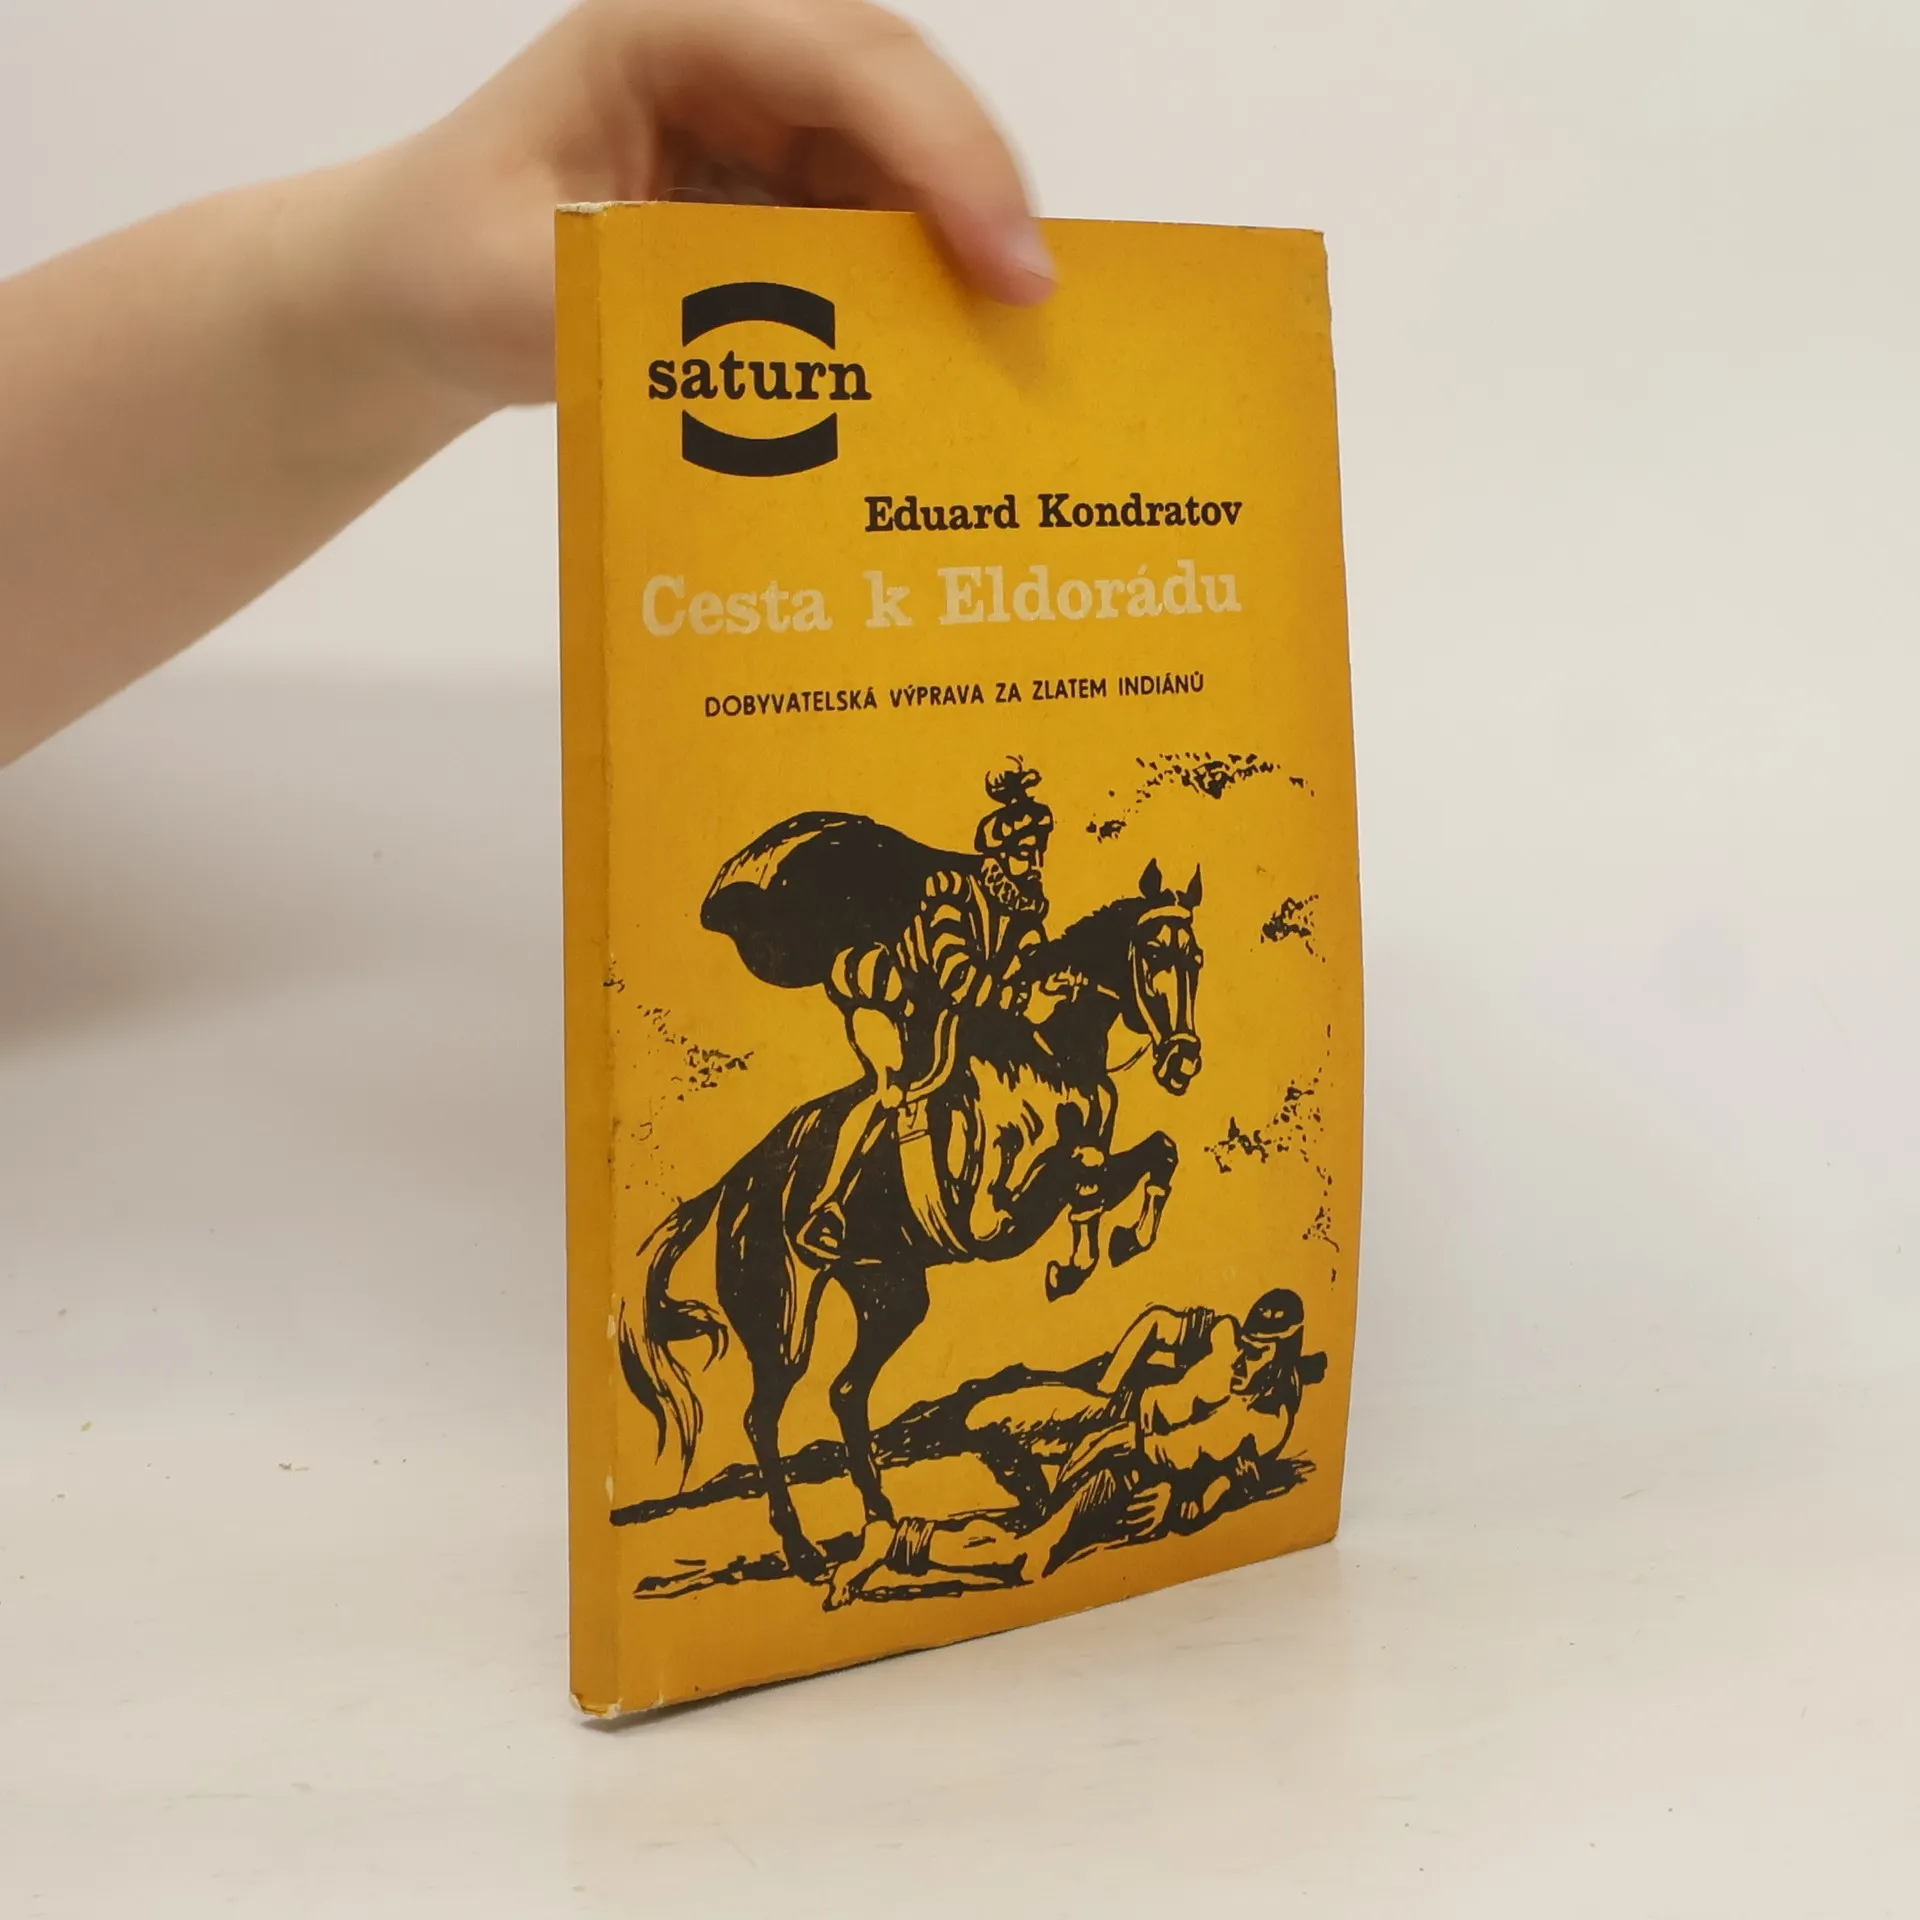 saturn
Eduard Kondratov
Cesta k Eldorádu
DOBYVATELSKÁ VÝPRAVA ZA ZLATEM INDIÁNŮ